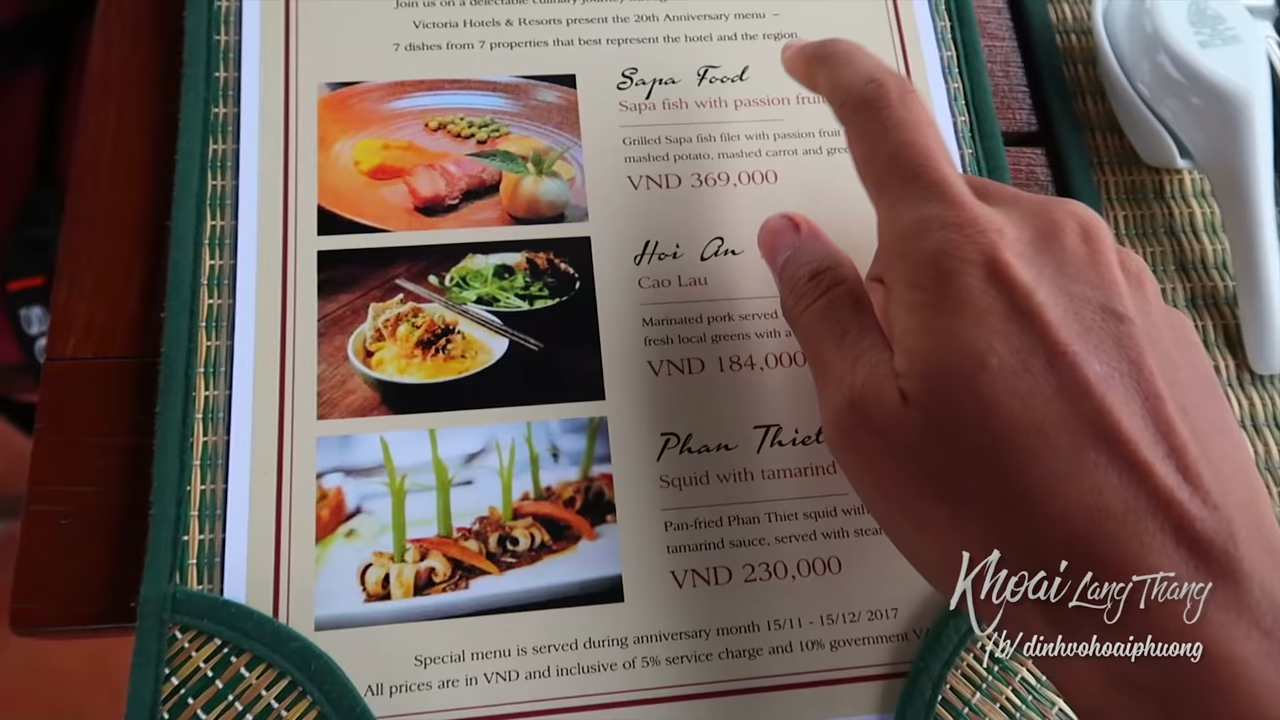 Join us on a delectable culinary journey
Victoria Hotels & Resorts present the 20th Anniversary menu –
7 dishes from 7 properties that best represent the hotel and the region.
Sapa Food
Sapa fish with passion fruit
Grilled Sapa fish filet with passion fruit
mashed potato, mashed carrot and
VND 369,000
Hoi An
Cao Lau
Marinated pork served
fresh local greens with a
VND 184,000
Phan Thiet
Squid with tamarind
Pan-fried Phan Thiet squid with
tamarind sauce, served with
VND 230,000
Special menu is served during anniversary month 15/11 - 15/12/ 2017
All prices are in VND and inclusive of 5% service charge and 10% government
Khoai Lang Thang
fb/ dinhvohoaiphuong